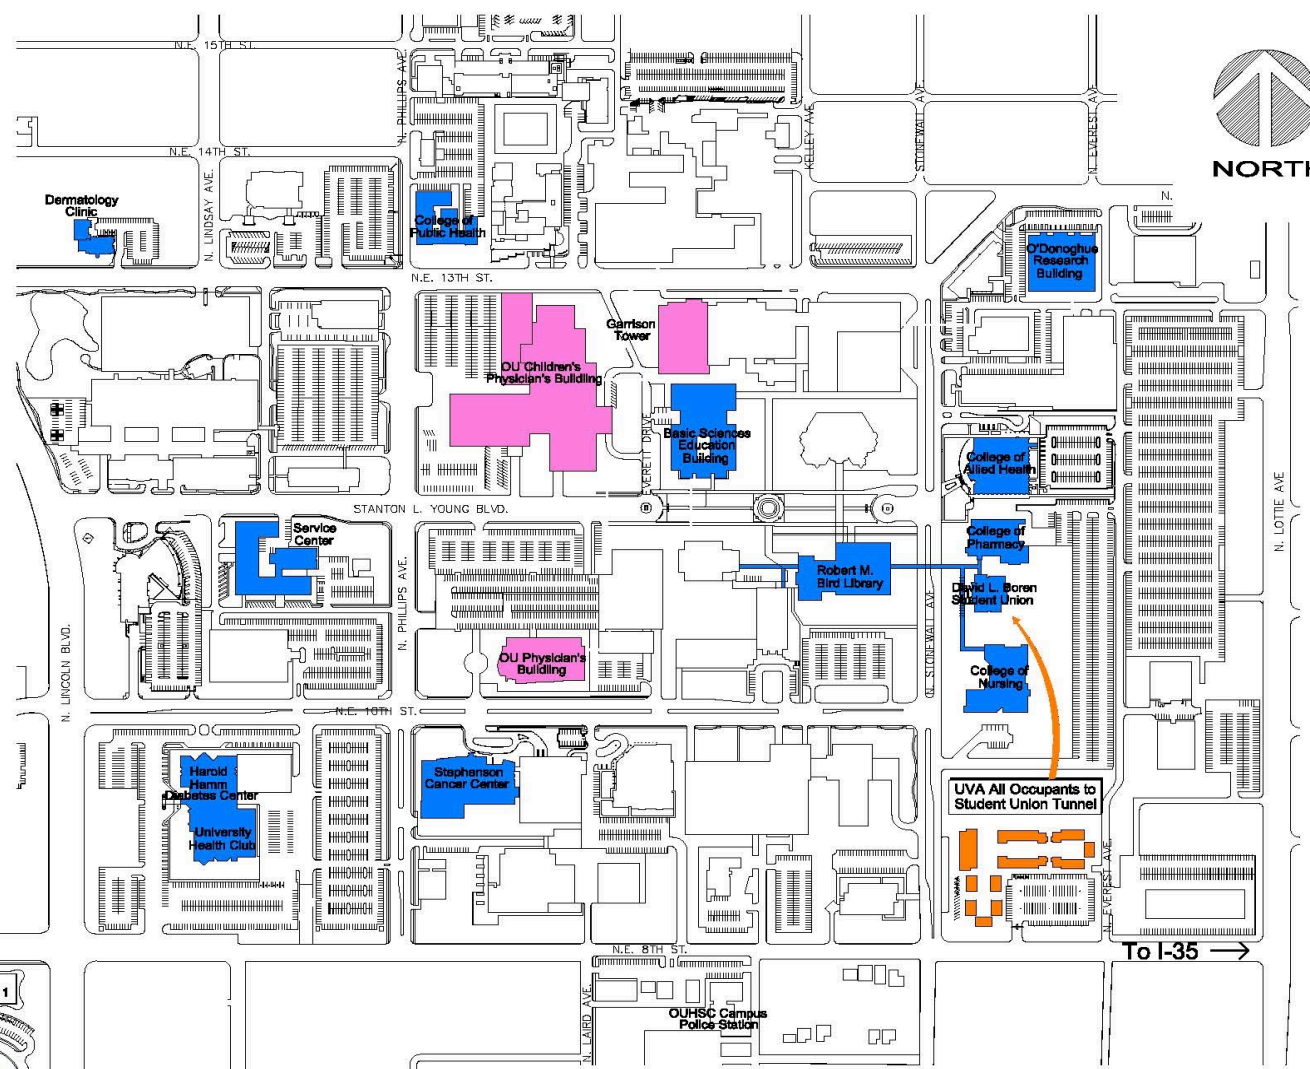 N.E. 15TH ST.
N. PHILLIPS AVE.
KELLEY AVE
STONEWALL AVE.
N. EVEREST AVE
NORTH
N.E. 14TH ST.
N. LINDSAY AVE.
Dermatology
Clinic
College of
Public Health
N.
O'Donoghue
Research
Building
N.E. 13TH ST.
Garrison
Tower
OU Children's
Physician's Building
EVERETT DRIVE
Basic Sciences
Education
Building
College of
Allied Health
N. LOTTIE AVE
STANTON L. YOUNG BLVD.
Service
Center
College of
Pharmacy
N. PHILLIPS AVE.
Robert M.
Bird Library
David L. Boren
Student Union
N. STONEWALL AVE.
N. LINCOLN BLVD.
OU Physician's
Building
College of
Nursing
N.E. 10TH ST.
Harold
Hamm
Diabetes Center
Stephenson
Cancer Center
UVA All Occupants to
Student Union Tunnel
University
Health Club
N. EVEREST AVE.
N.E. 8TH ST.
To I-35
1
N. LAIRD AVE.
OUHSC Campus
Police Station